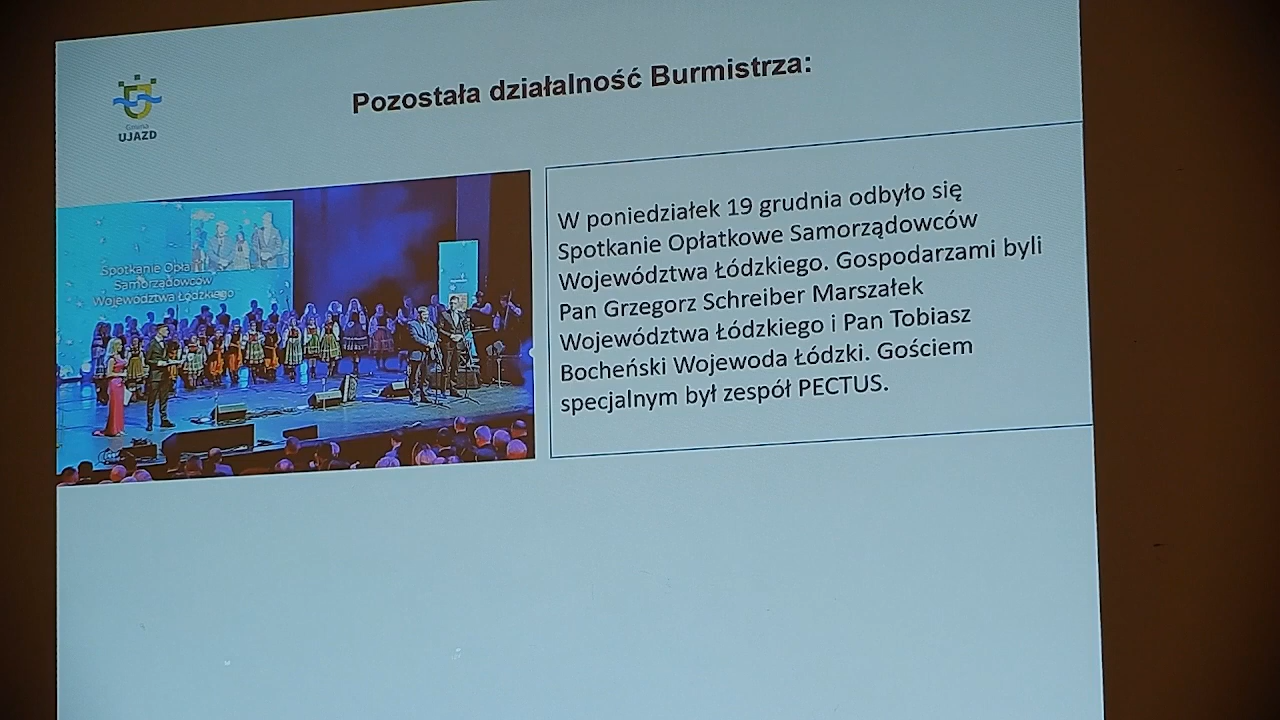 Gmina
UJAZD
Pozostała działalność Burmistrza:
Spotkanie Opła
Samorządowców
Województwa Łódzkiego
W poniedziałek 19 grudnia odbyło się
Spotkanie Opłatkowe Samorządowców
Województwa Łódzkiego. Gospodarzami byli
Pan Grzegorz Schreiber Marszałek
Województwa Łódzkiego i Pan Tobiasz
Bocheński Wojewoda Łódzki. Gościem
specjalnym był zespół PECTUS.